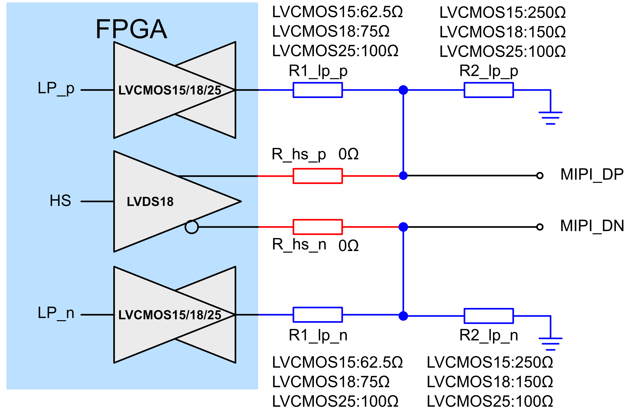 FPGA
LVCMOS15:62.5Ω
LVCMOS18:75Ω
LVCMOS25:100Ω
LVCMOS15:250Ω
LVCMOS18:150Ω
LVCMOS25:100Ω
LP_p
LVCMOS15/18/25
R1_lp_p
R2_lp_p
R_hs_p 0Ω
MIPI_DP
HS
LVDS18
R_hs_n 0Ω
MIPI_DN
LP_n
LVCMOS15/18/25
R1_lp_n
R2_lp_n
LVCMOS15:62.5Ω
LVCMOS18:75Ω
LVCMOS25:100Ω
LVCMOS15:250Ω
LVCMOS18:150Ω
LVCMOS25:100Ω